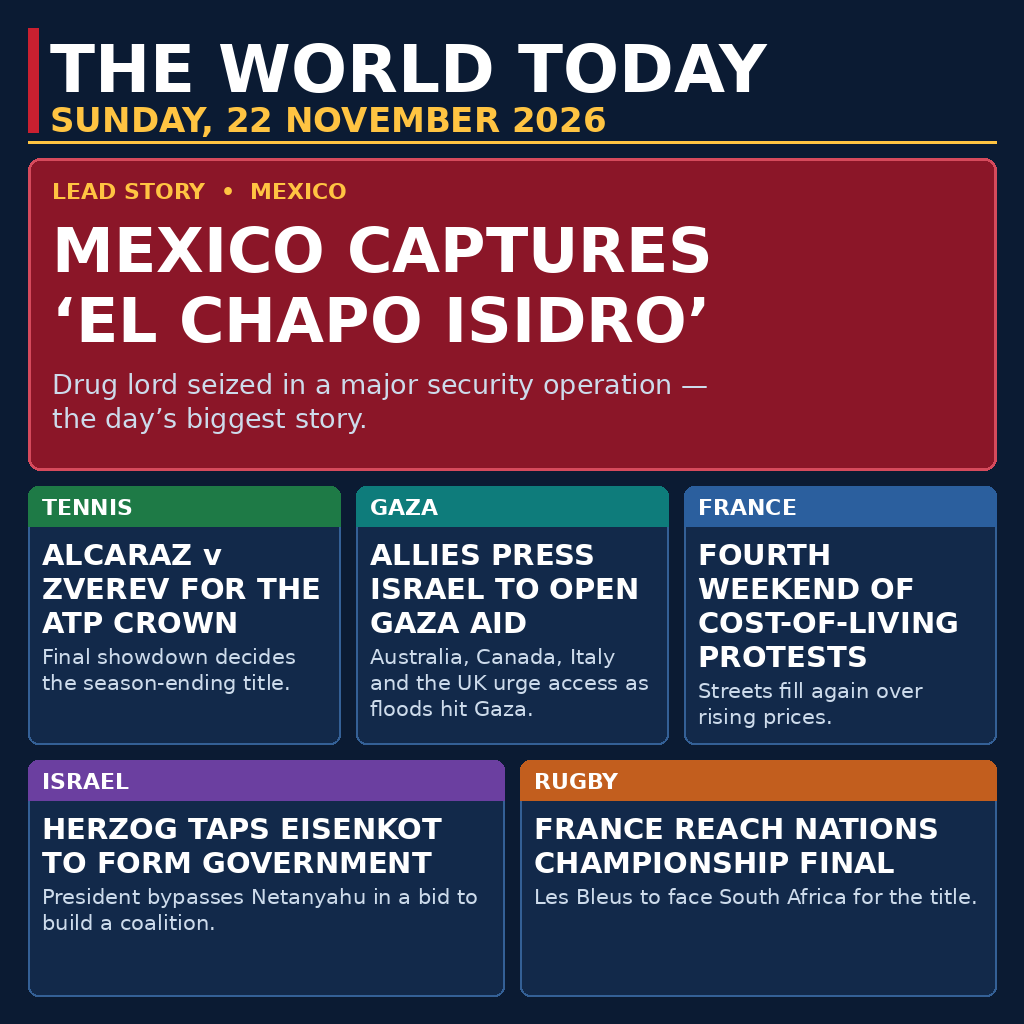 THE WORLD TODAY
SUNDAY, 22 NOVEMBER 2026
LEAD STORY • MEXICO
MEXICO CAPTURES
‘EL CHAPO ISIDRO’
Drug lord seized in a major security operation —
the day’s biggest story.
TENNIS
ALCARAZ v
ZVEREV FOR THE
ATP CROWN
Final showdown decides
the season-ending title.
GAZA
ALLIES PRESS
ISRAEL TO OPEN
GAZA AID
Australia, Canada, Italy
and the UK urge access as
floods hit Gaza.
FRANCE
FOURTH
WEEKEND OF
COST-OF-LIVING
PROTESTS
Streets fill again over
rising prices.
ISRAEL
HERZOG TAPS EISENKOT
TO FORM GOVERNMENT
President bypasses Netanyahu in a bid to
build a coalition.
RUGBY
FRANCE REACH NATIONS
CHAMPIONSHIP FINAL
Les Bleus to face South Africa for the title.